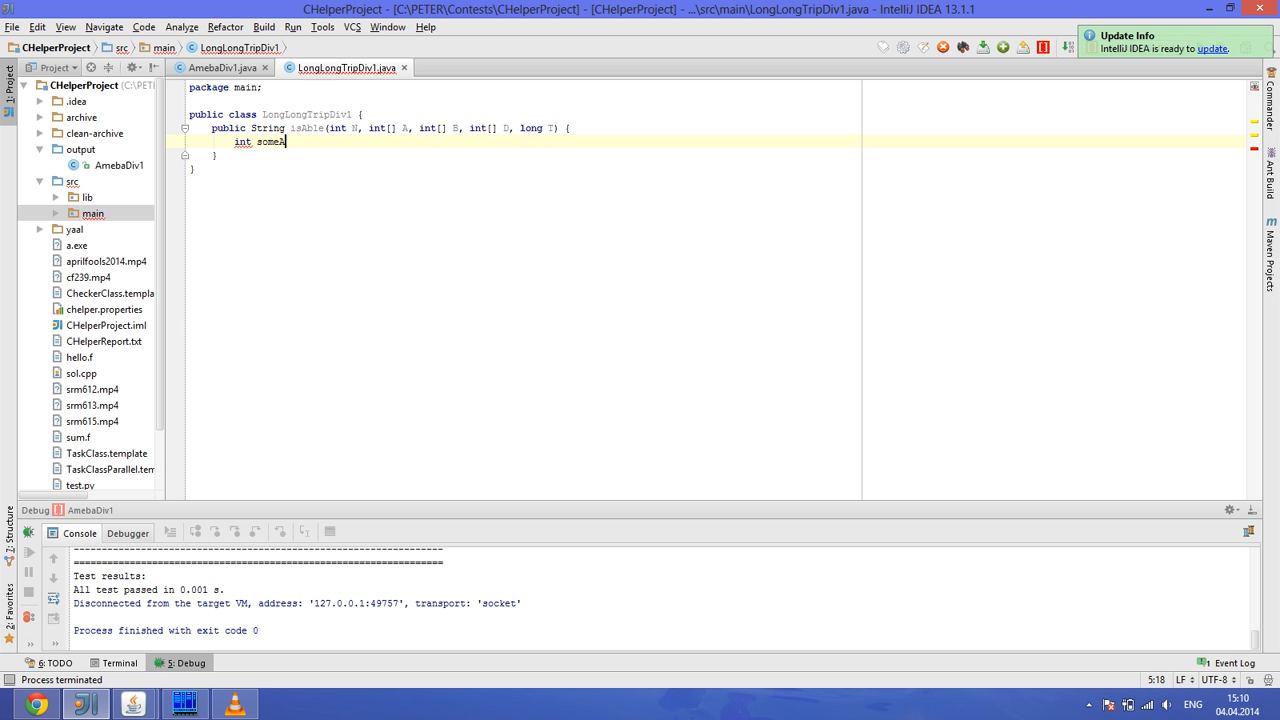 CHelperProject - [C:\PETER\Contests\CHelperProject] - [CHelperProject] - ...\src\main\LongLongTripDiv1.java - IntelliJ IDEA 13.1.1
File Edit View Navigate Code Analyze Refactor Build Run Tools VCS Window Help
CHelperProject src main LongLongTripDiv1
Update Info
IntelliJ IDEA is ready to update.
Project
AmebaDiv1.java
LongLongTripDiv1.java
1: Project
CHelperProject (C:\PETE
.idea
archive
clean-archive
output
AmebaDiv1
src
lib
main
yaal
a.exe
aprilfools2014.mp4
cf239.mp4
CheckerClass.templa
chelper.properties
CHelperProject.iml
CHelperReport.txt
hello.f
sol.cpp
srm612.mp4
srm613.mp4
srm615.mp4
sum.f
TaskClass.template
TaskClassParallel.tem
test.py
package main;
public class LongLongTripDiv1 {
public String isAble(int N, int[] A, int[] B, int[] D, long T) {
int someA
}
}
Commander
Ant Build
Maven Projects
7: Structure
2: Favorites
Debug AmebaDiv1
Console Debugger
================================================================
================================================================
Test results:
All test passed in 0.001 s.
Disconnected from the target VM, address: '127.0.0.1:49757', transport: 'socket'
Process finished with exit code 0
6: TODO Terminal 5: Debug
1 Event Log
Process terminated
5:18 LF UTF-8
ENG
15:10
04.04.2014